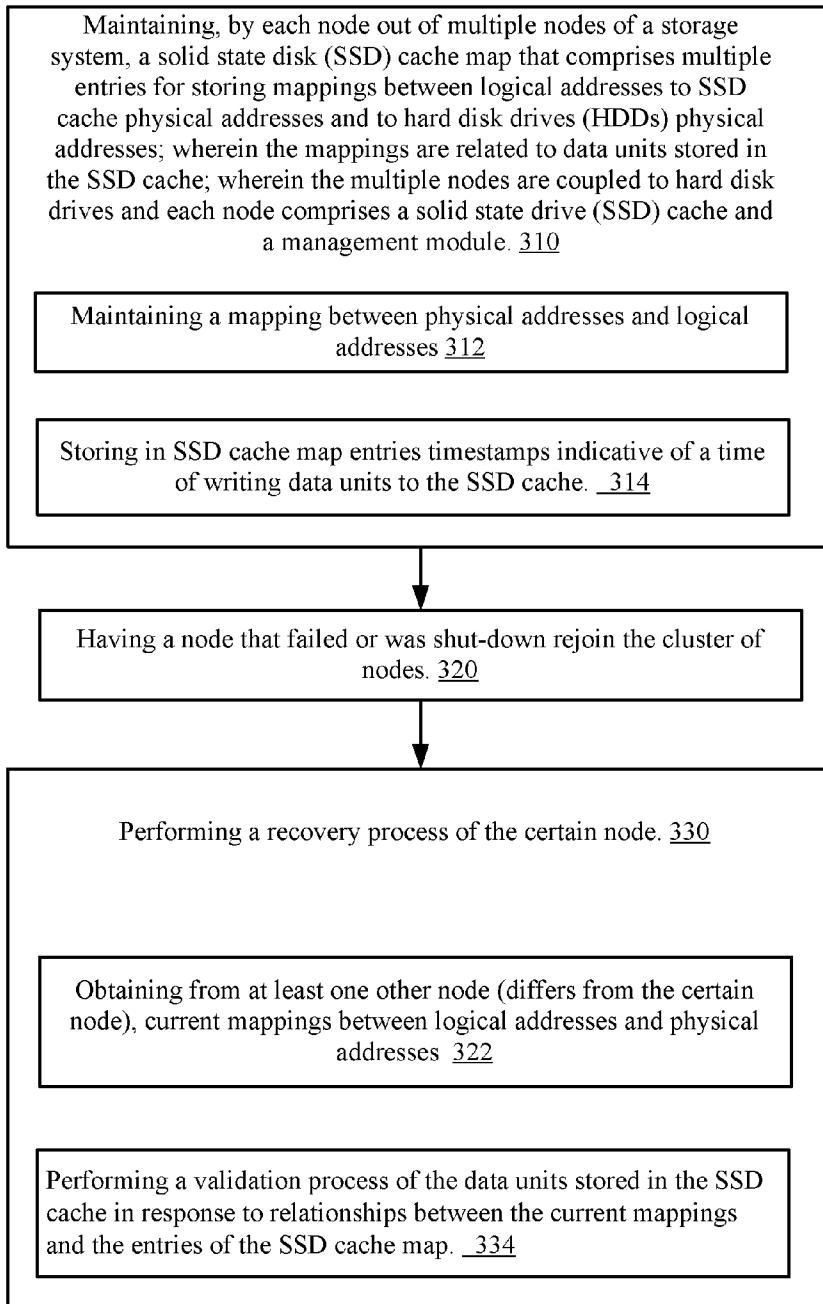 Maintaining, by each node out of multiple nodes of a storage
system, a solid state disk (SSD) cache map that comprises multiple
entries for storing mappings between logical addresses to SSD
cache physical addresses and to hard disk drives (HDDs) physical
addresses; wherein the mappings are related to data units stored in
the SSD cache; wherein the multiple nodes are coupled to hard disk
drives and each node comprises a solid state drive (SSD) cache and
a management module. 310
Maintaining a mapping between physical addresses and logical
addresses 312
Storing in SSD cache map entries timestamps indicative of a time
of writing data units to the SSD cache. 314
Having a node that failed or was shut-down rejoin the cluster of
nodes. 320
Performing a recovery process of the certain node. 330
Obtaining from at least one other node (differs from the certain
node), current mappings between logical addresses and physical
addresses 322
Performing a validation process of the data units stored in the SSD
cache in response to relationships between the current mappings
and the entries of the SSD cache map. 334